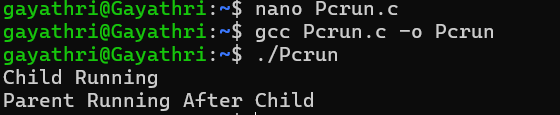 gayathri@Gayathri:~$ nano Pcrun.c
gayathri@Gayathri:~$ gcc Pcrun.c -o Pcrun
gayathri@Gayathri:~$ ./Pcrun
Child Running
Parent Running After Child